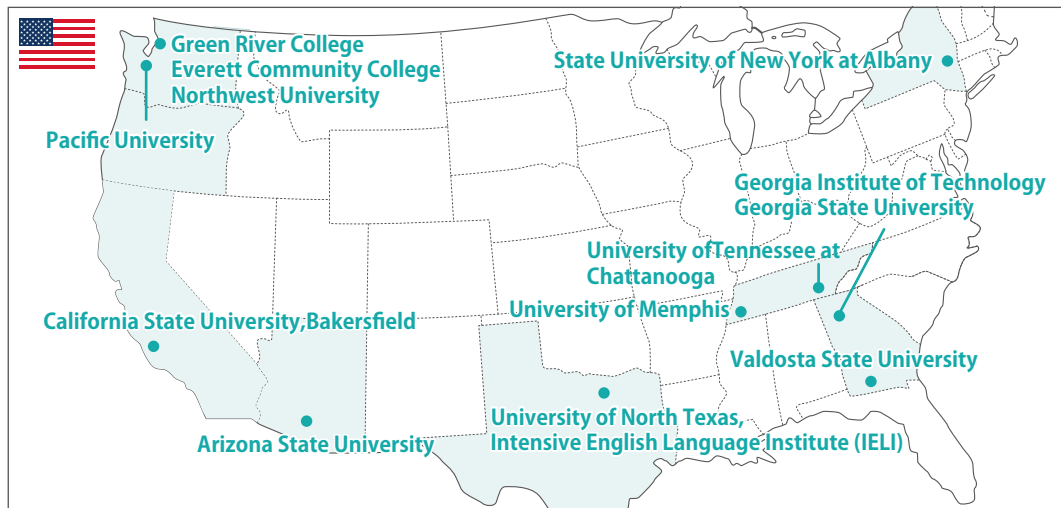 Green River College
Everett Community College
Northwest University
State University of New York at Albany
Pacific University
Georgia Institute of Technology
Georgia State University
University ofTennessee at
Chattanooga
University of Memphis
California State University,Bakersfield
Valdosta State University
Arizona State University
University of North Texas,
Intensive English Language Institute (IELI)